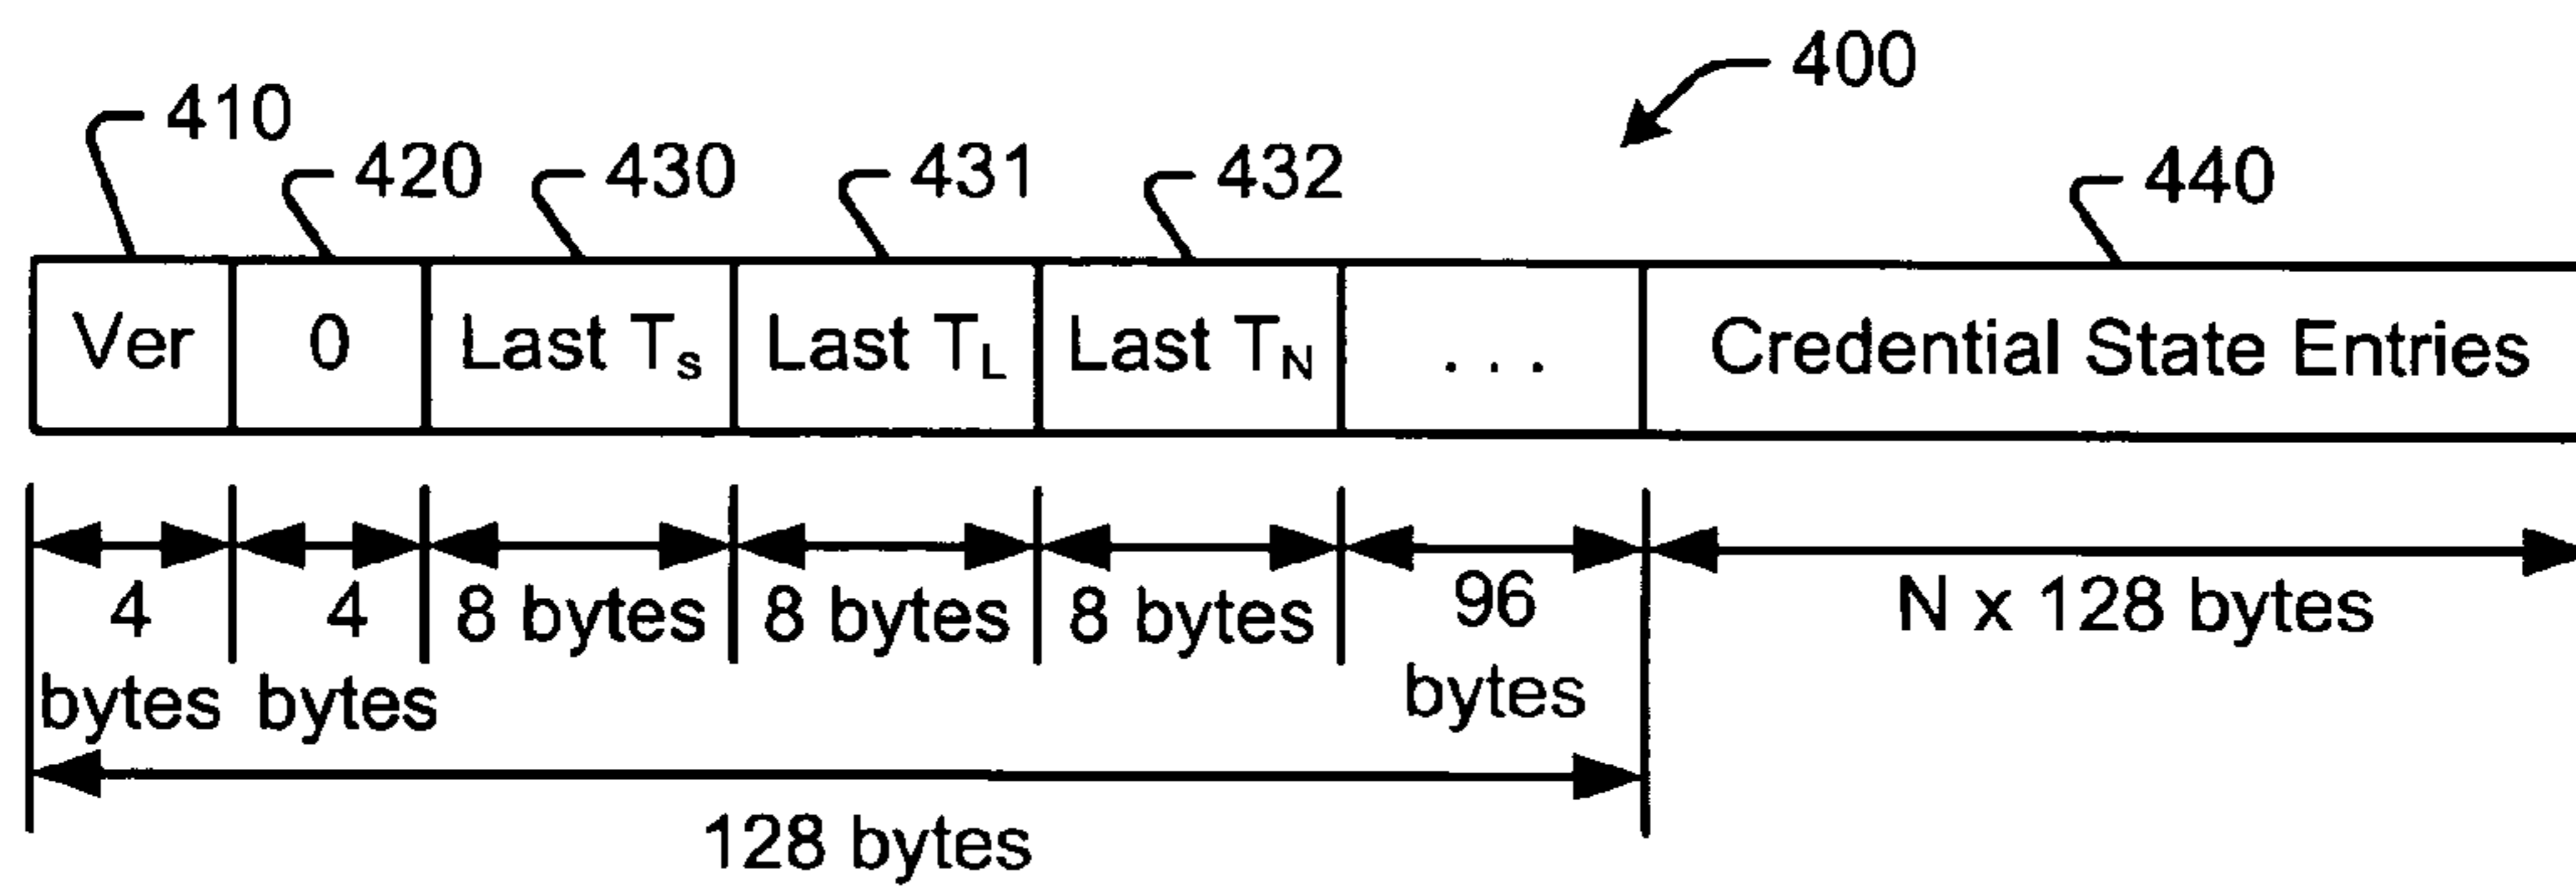 400
410
420 430 431 432 440
Ver 0 Last Ts Last TL Last TN . . . Credential State Entries
4 4 8 bytes 8 bytes 8 bytes 96 N x 128 bytes
bytes bytes bytes
128 bytes